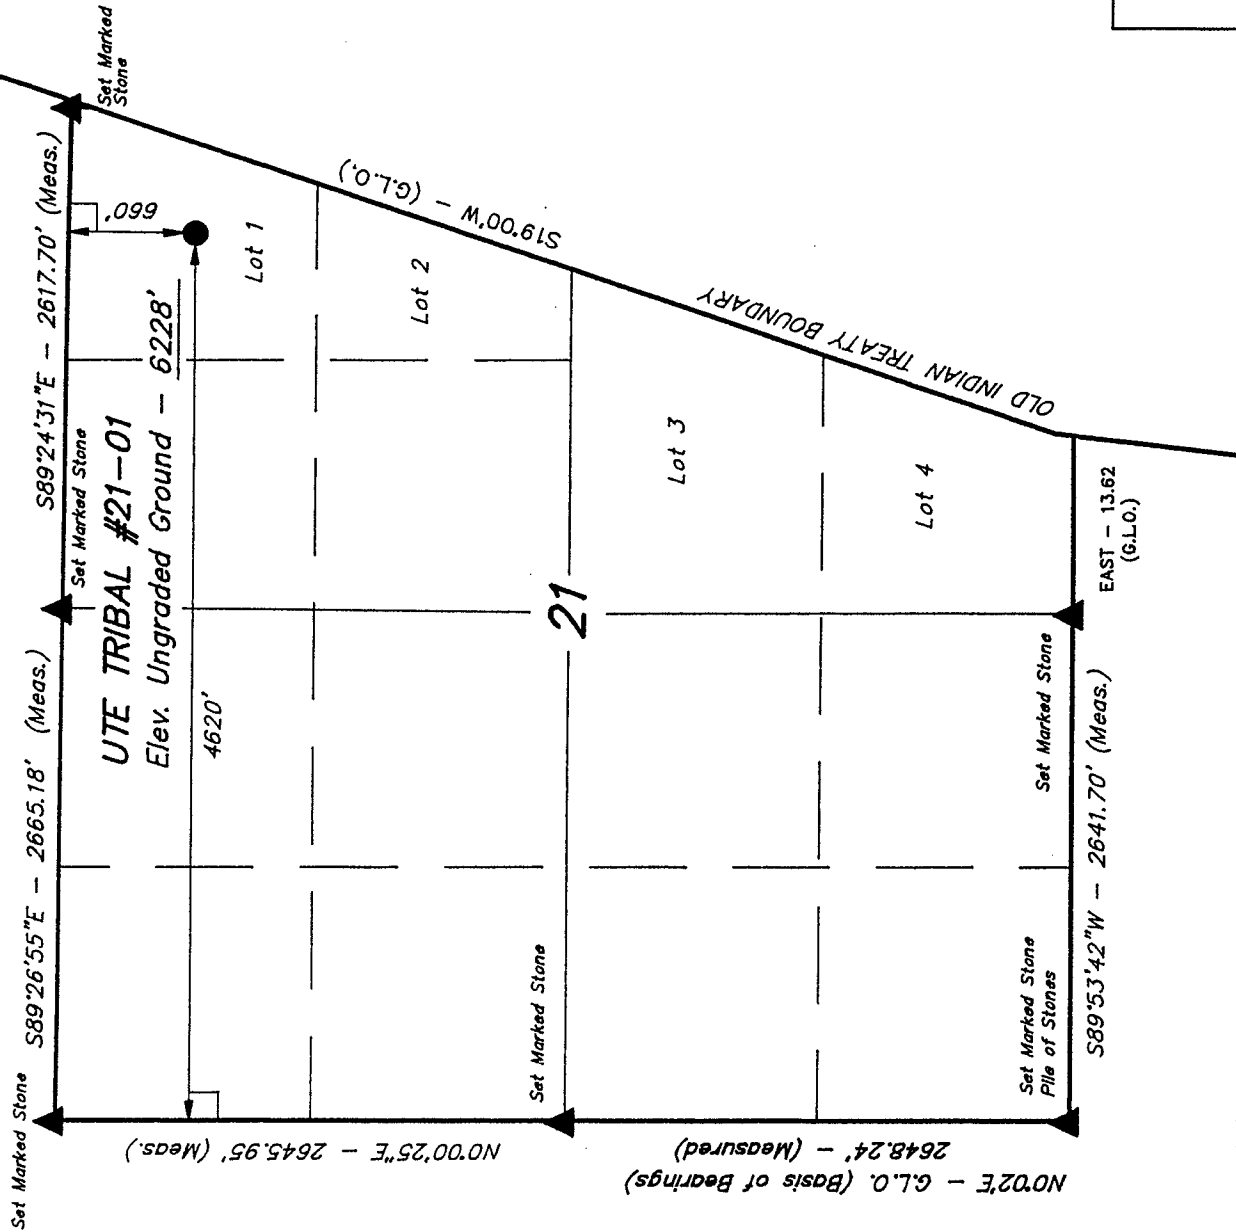 Set Marked Stone
S89°26'55"E – 2665.18' (Meas.)
S89°24'31"E – 2617.70' (Meas.)
Set Marked Stone
Set Marked
Stone
UTE TRIBAL #21–01
Elev. Ungraded Ground – 6228'
660'
4620'
Lot 1
Lot 2
S19°00'W – (G.L.O.)
OLD INDIAN TREATY BOUNDARY
21
Lot 3
Lot 4
N0°00'25"E – 2645.95' (Meas.)
Set Marked Stone
N0°02'E – G.L.O. (Basis of Bearings)
2648.24' – (Measured)
Set Marked Stone
Pile of Stones
Set Marked Stone
S89°53'42"W – 2641.70' (Meas.)
EAST – 13.62
(G.L.O.)